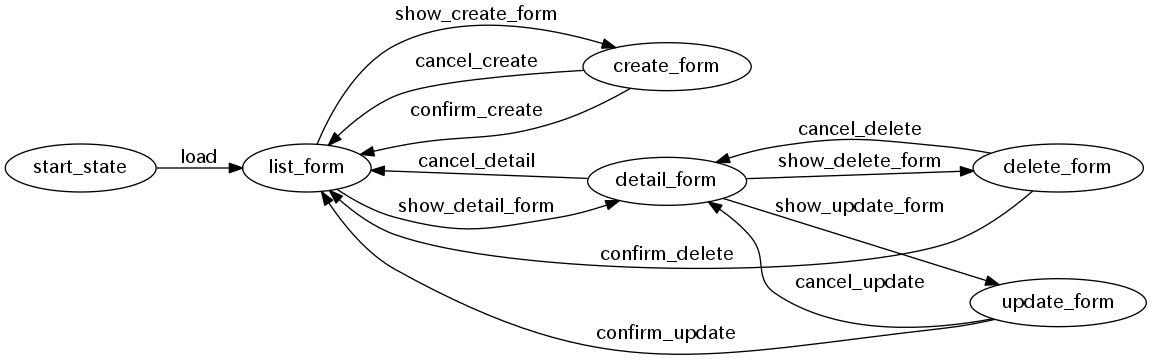 show_create_form
cancel_create
create_form
confirm_create
start_state
load
list_form
cancel_detail
show_detail_form
detail_form
cancel_delete
show_delete_form
delete_form
show_update_form
confirm_delete
cancel_update
update_form
confirm_update